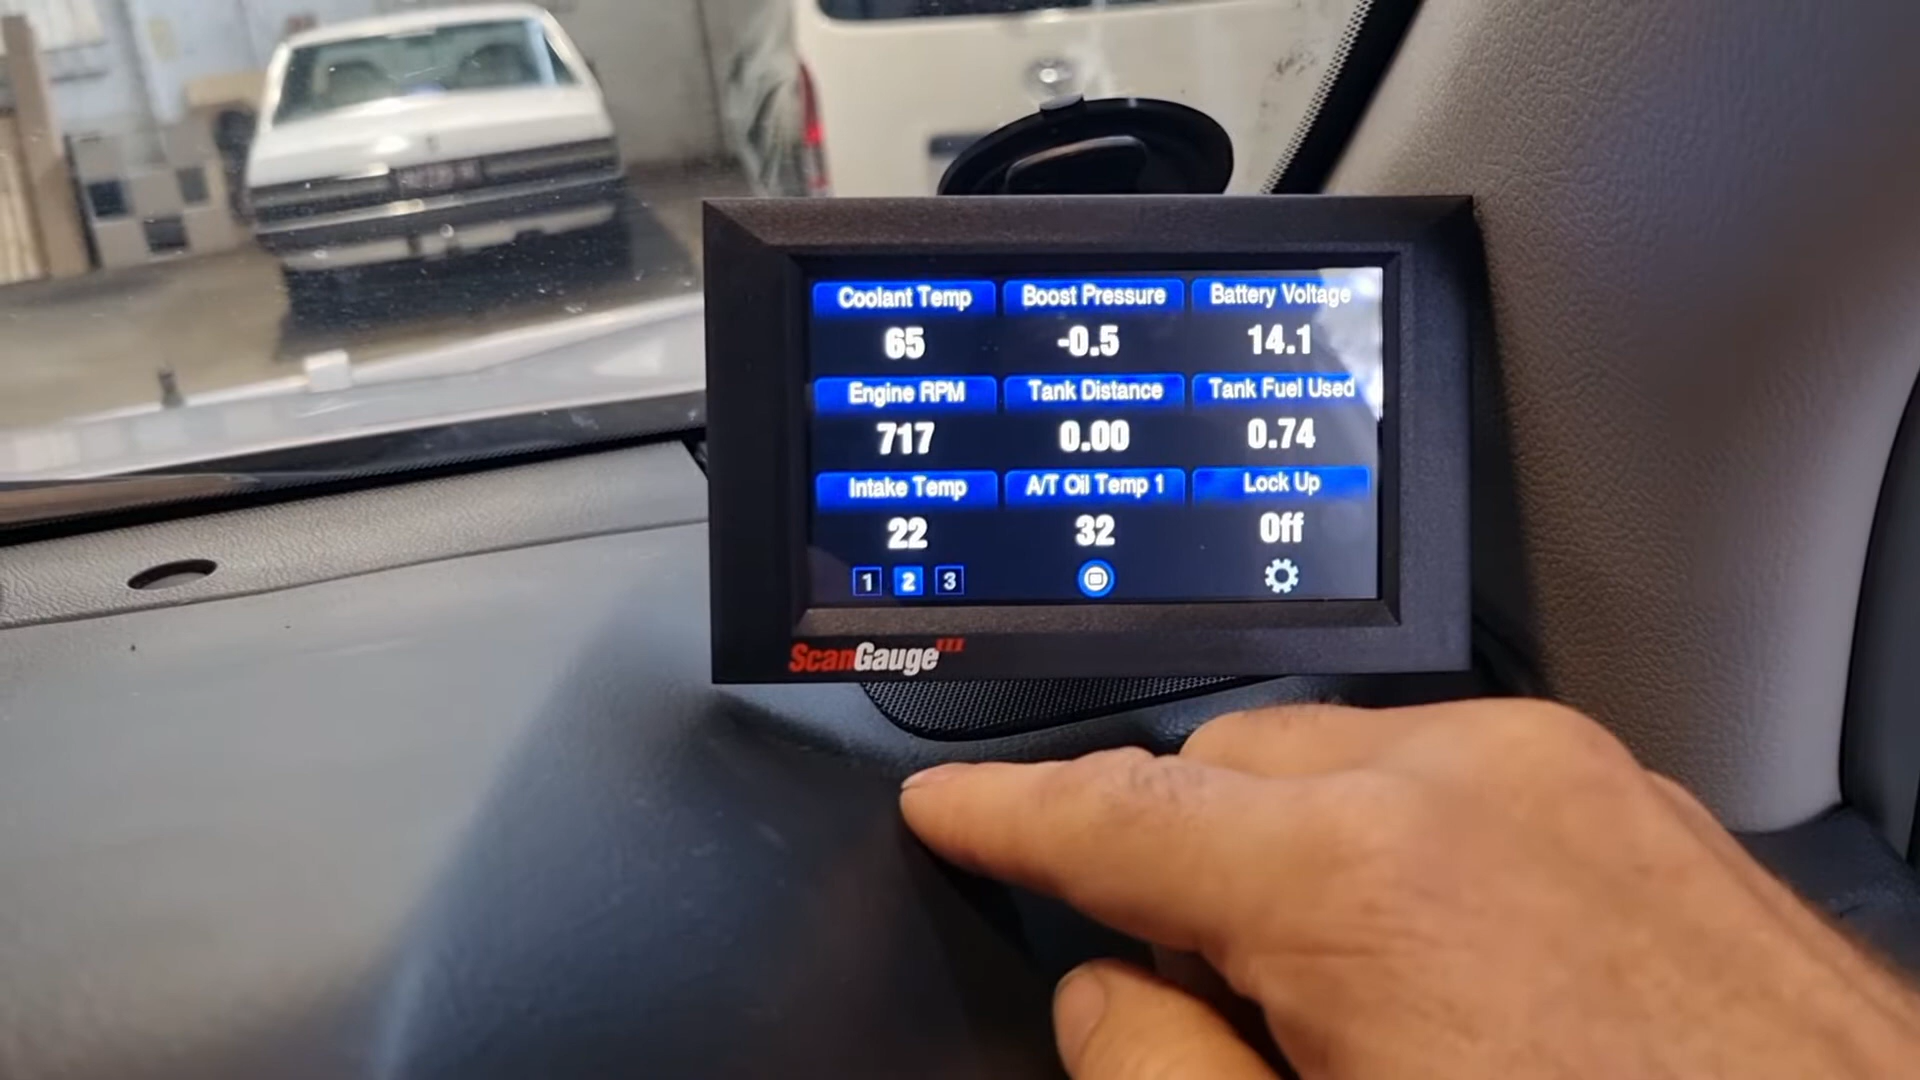 Coolant Temp Boost Pressure Battery Voltage
65 -0.5 14.1
Engine RPM Tank Distance Tank Fuel Used
717 0.00 0.74
Intake Temp A/T Oil Temp 1 Lock Up
22 32 Off
1 2 3
ScanGauge III